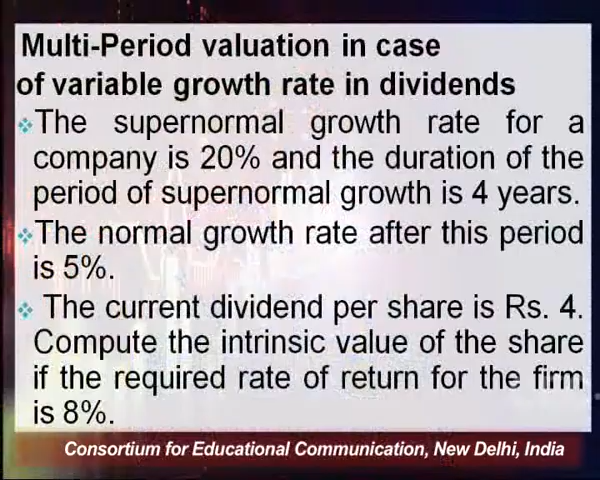 Multi-Period valuation in case
of variable growth rate in dividends
❖The supernormal growth rate for a
company is 20% and the duration of the
period of supernormal growth is 4 years.
❖The normal growth rate after this period
is 5%.
❖ The current dividend per share is Rs. 4.
Compute the intrinsic value of the share
if the required rate of return for the firm
is 8%.
Consortium for Educational Communication, New Delhi, India